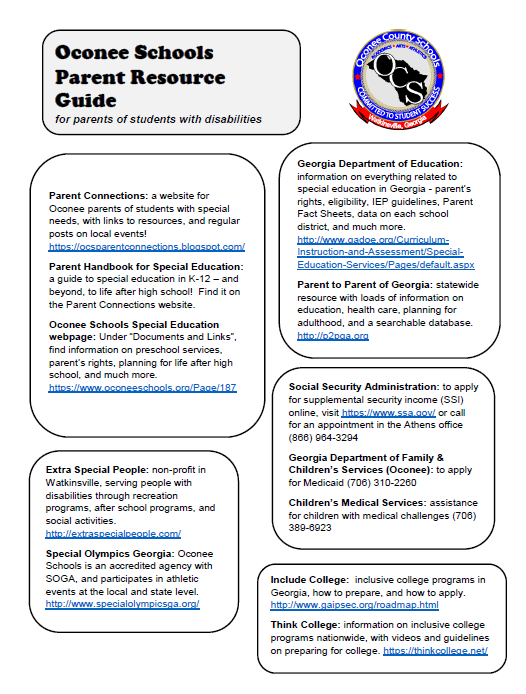 Oconee Schools
Parent Resource
Guide
for parents of students with disabilities
Oconee County Schools
ACADEMICS • ARTS • ATHLETICS
OCS
COMMITTED TO STUDENT SUCCESS
Watkinsville, Georgia
Parent Connections: a website for
Oconee parents of students with special
needs, with links to resources, and regular
posts on local events!
https://ocsparentconnections.blogspot.com/
Parent Handbook for Special Education:
a guide to special education in K-12 – and
beyond, to life after high school! Find it on
the Parent Connections website.
Oconee Schools Special Education
webpage: Under “Documents and Links”,
find information on preschool services,
parent’s rights, planning for life after high
school, and much more.
https://www.oconeeschools.org/Page/187
Georgia Department of Education:
information on everything related to
special education in Georgia - parent’s
rights, eligibility, IEP guidelines, Parent
Fact Sheets, data on each school
district, and much more.
http://www.gadoe.org/Curriculum-
Instruction-and-Assessment/Special-
Education-Services/Pages/default.aspx
Parent to Parent of Georgia: statewide
resource with loads of information on
education, health care, planning for
adulthood, and a searchable database.
http://p2pga.org
Social Security Administration: to apply
for supplemental security income (SSI)
online, visit https://www.ssa.gov/ or call
for an appointment in the Athens office
(866) 964-3294
Georgia Department of Family &
Children’s Services (Oconee): to apply
for Medicaid (706) 310-2260
Children’s Medical Services: assistance
for children with medical challenges (706)
389-6923
Extra Special People: non-profit in
Watkinsville, serving people with
disabilities through recreation
programs, after school programs, and
social activities.
http://extraspecialpeople.com/
Special Olympics Georgia: Oconee
Schools is an accredited agency with
SOGA, and participates in athletic
events at the local and state level.
http://www.specialolympicsga.org/
Include College: inclusive college programs in
Georgia, how to prepare, and how to apply.
http://www.gaipsec.org/roadmap.html
Think College: information on inclusive college
programs nationwide, with videos and guidelines
on preparing for college. https://thinkcollege.net/